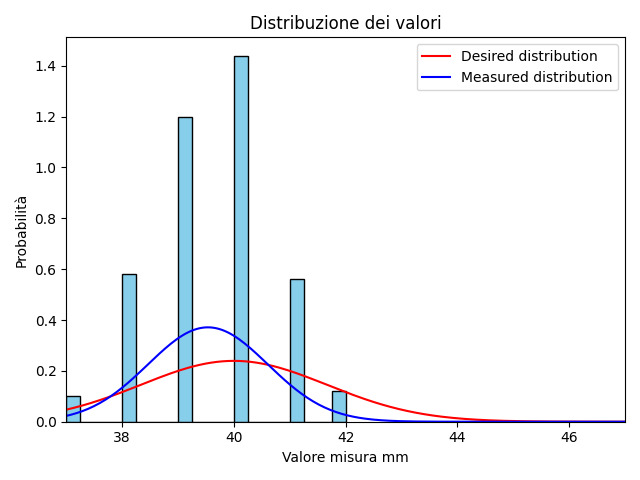 Distribuzione dei valori
Desired distribution
Measured distribution
Probabilità
1.4
1.2
1.0
0.8
0.6
0.4
0.2
0.0
38 40 42 44 46
Valore misura mm